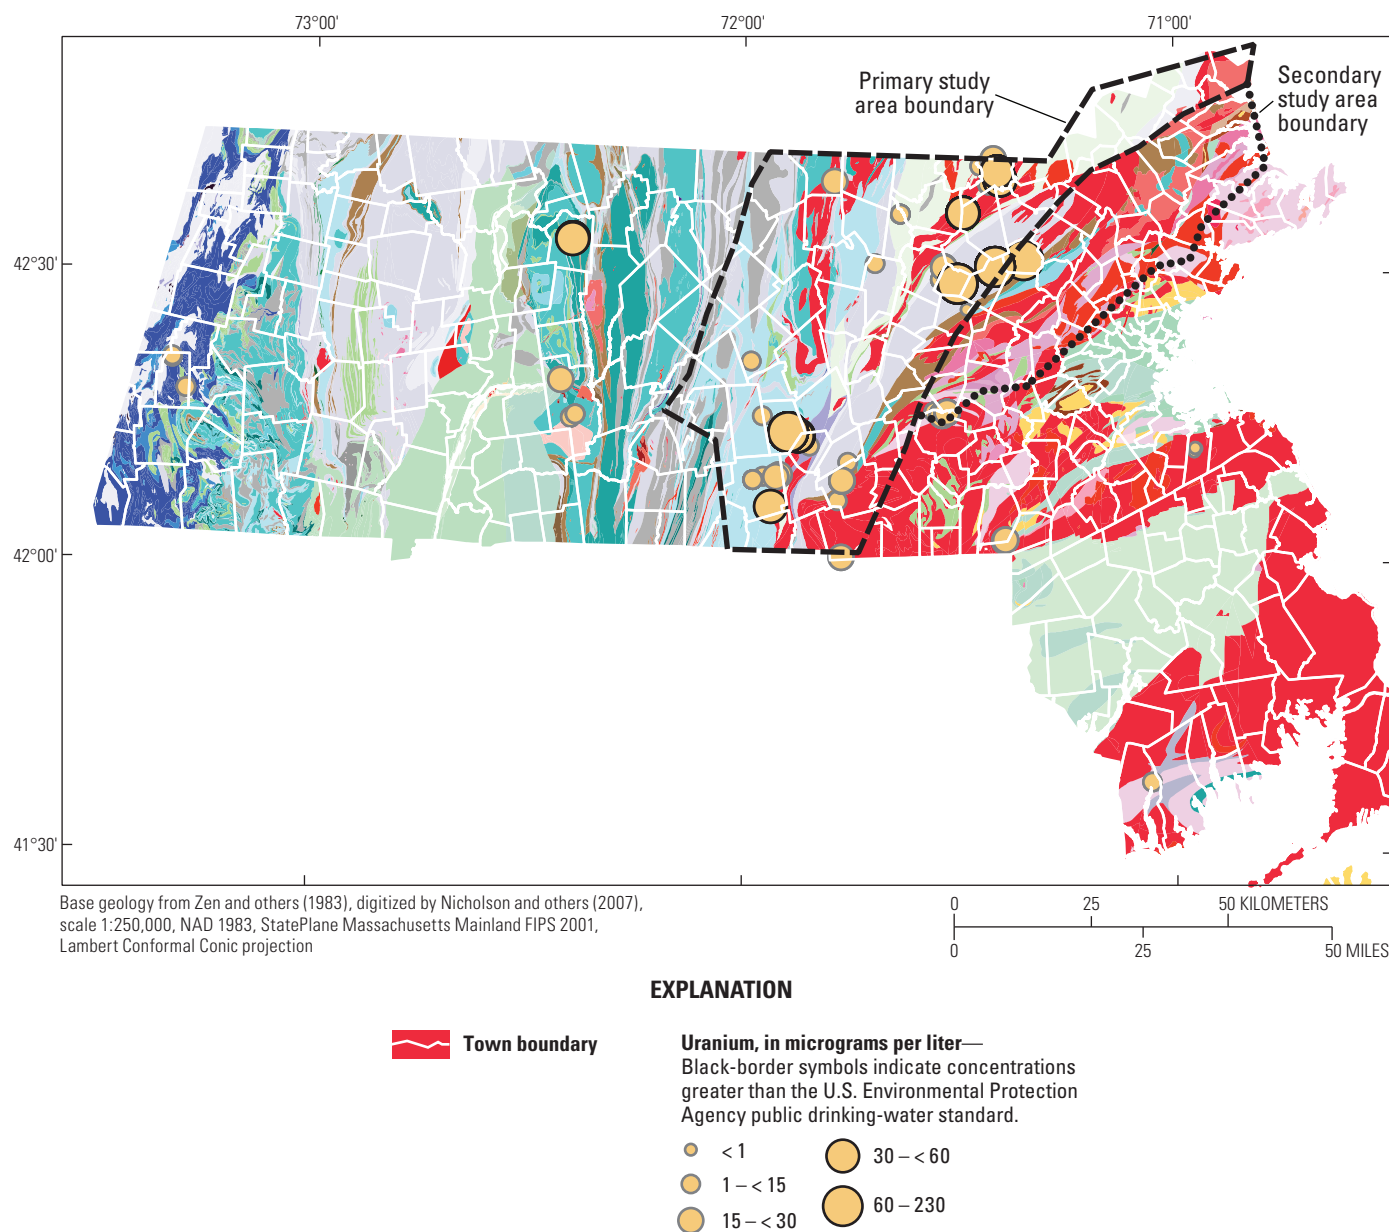 73°00'
72°00'
71°00'
Primary study
area boundary
Secondary
study area
boundary
42°30'
42°00'
41°30'
Base geology from Zen and others (1983), digitized by Nicholson and others (2007),
scale 1:250,000, NAD 1983, StatePlane Massachusetts Mainland FIPS 2001,
Lambert Conformal Conic projection
0 25 50 KILOMETERS
0 25 50 MILES
EXPLANATION
Town boundary
Uranium, in micrograms per liter—
Black-border symbols indicate concentrations
greater than the U.S. Environmental Protection
Agency public drinking-water standard.
< 1
1 – < 15
15 – < 30
30 – < 60
60 – 230